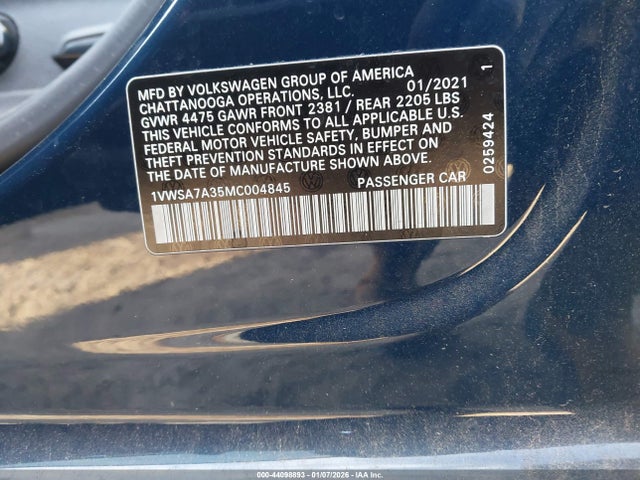 MFD BY VOLKSWAGEN GROUP OF AMERICA
CHATTANOOGA OPERATIONS, LLC. 01/2021 1
GVWR 4475 GAWR FRONT 2381 / REAR 2205 LBS
THIS VEHICLE CONFORMS TO ALL APPLICABLE U.S.
FEDERAL MOTOR VEHICLE SAFETY, BUMPER AND
THEFT PREVENTION STANDARDS IN EFFECT ON
THE DATE OF MANUFACTURE SHOWN ABOVE.
0259424
1VWSA7A35MC004845 PASSENGER CAR
000-44098893 - 01/07/2026 - IAA Inc.